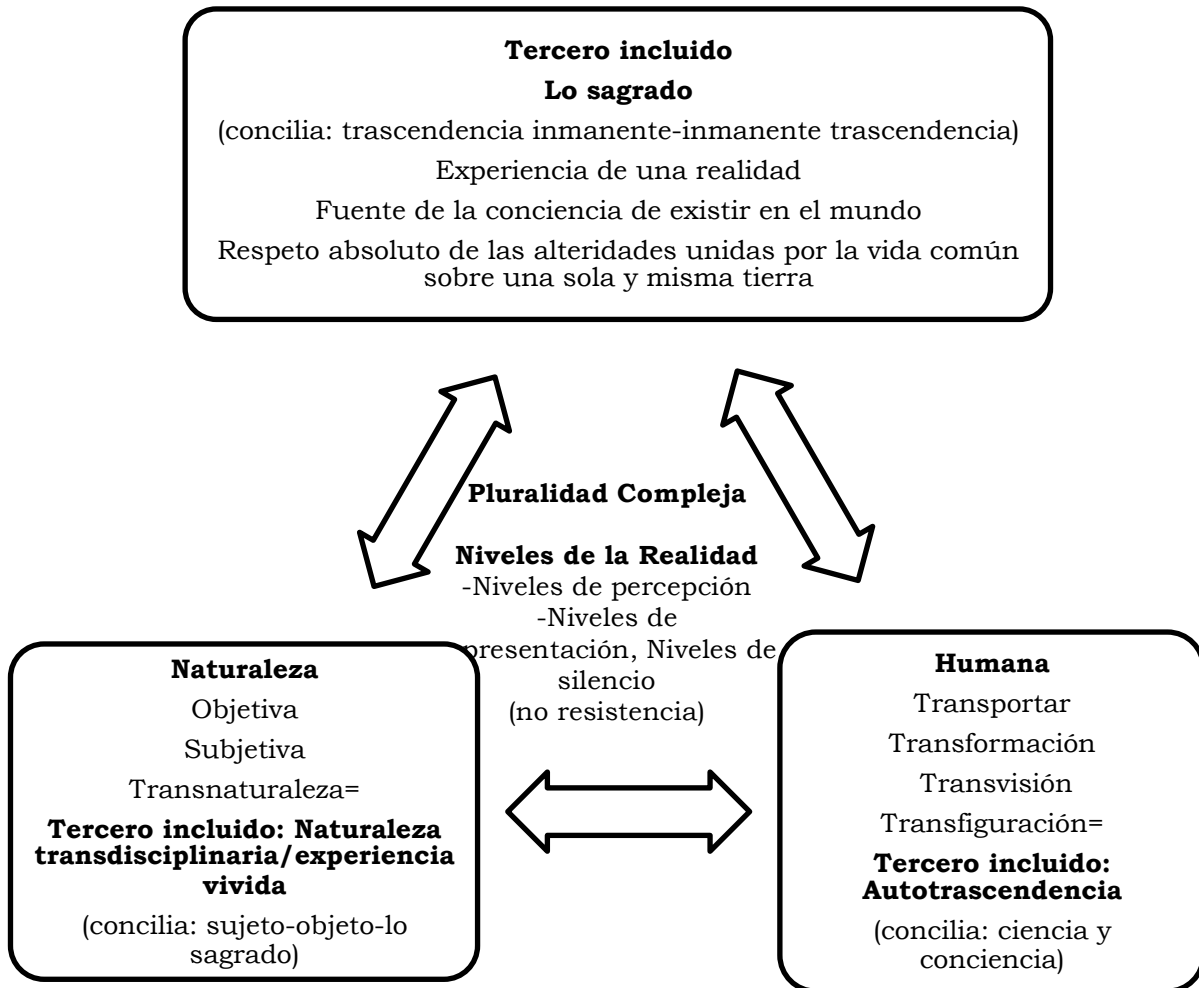 Tercero incluido
Lo sagrado
(concilia: trascendencia inmanente-inmanente trascendencia)
Experiencia de una realidad
Fuente de la conciencia de existir en el mundo
Respeto absoluto de las alteridades unidas por la vida común
sobre una sola y misma tierra
Pluralidad Compleja
Niveles de la Realidad
-Niveles de percepción
-Niveles de
presentación, Niveles de
silencio
(no resistencia)
Naturaleza
Objetiva
Subjetiva
Transnaturaleza=
Tercero incluido: Naturaleza
transdisciplinaria/experiencia
vivida
(concilia: sujeto-objeto-lo
sagrado)
Humana
Transportar
Transformación
Transvisión
Transfiguración=
Tercero incluido:
Autotrascendencia
(concilia: ciencia y
conciencia)